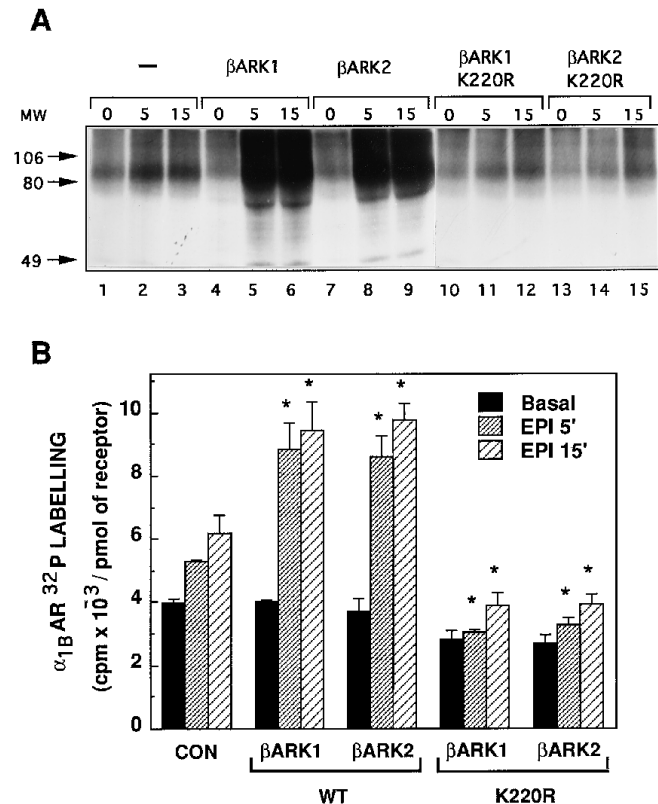 A
— βARK1 βARK2 βARK1 K220R βARK2 K220R
MW 0 5 15 0 5 15 0 5 15 0 5 15 0 5 15
106
80
49
1 2 3 4 5 6 7 8 9 10 11 12 13 14 15
B
α1B AR 32P LABELLING
(cpm x 10-3 / pmol of receptor)
10
8
6
4
2
0
* * * * * * * *
Basal
EPI 5'
EPI 15'
CON βARK1 βARK2 βARK1 βARK2
WT K220R